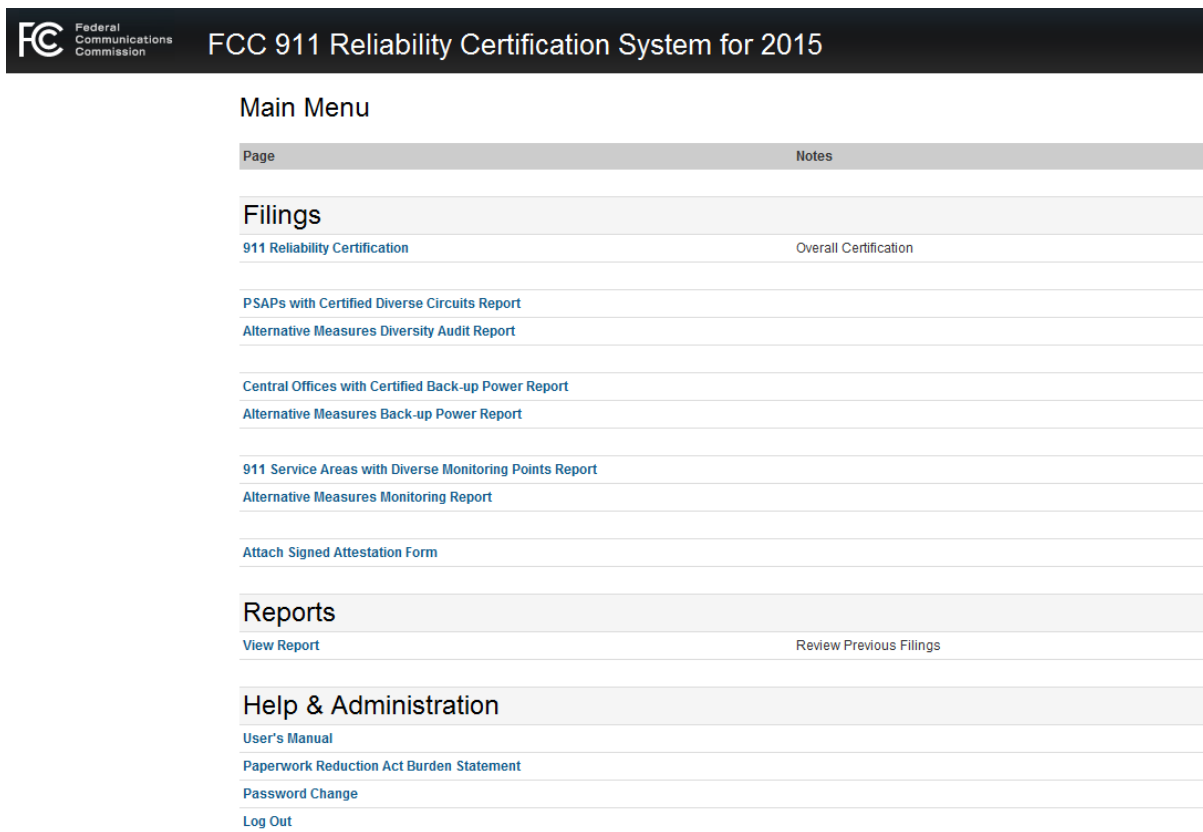 FCC Federal
Communications
Commission
FCC 911 Reliability Certification System for 2015
Main Menu
Page Notes
Filings
911 Reliability Certification Overall Certification
PSAPs with Certified Diverse Circuits Report
Alternative Measures Diversity Audit Report
Central Offices with Certified Back-up Power Report
Alternative Measures Back-up Power Report
911 Service Areas with Diverse Monitoring Points Report
Alternative Measures Monitoring Report
Attach Signed Attestation Form
Reports
View Report Review Previous Filings
Help & Administration
User's Manual
Paperwork Reduction Act Burden Statement
Password Change
Log Out